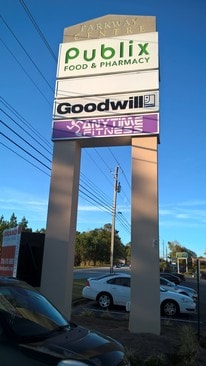 PARKWAY
CENTRE
Publix
FOOD & PHARMACY
Goodwill
ANYTIME
FITNESS